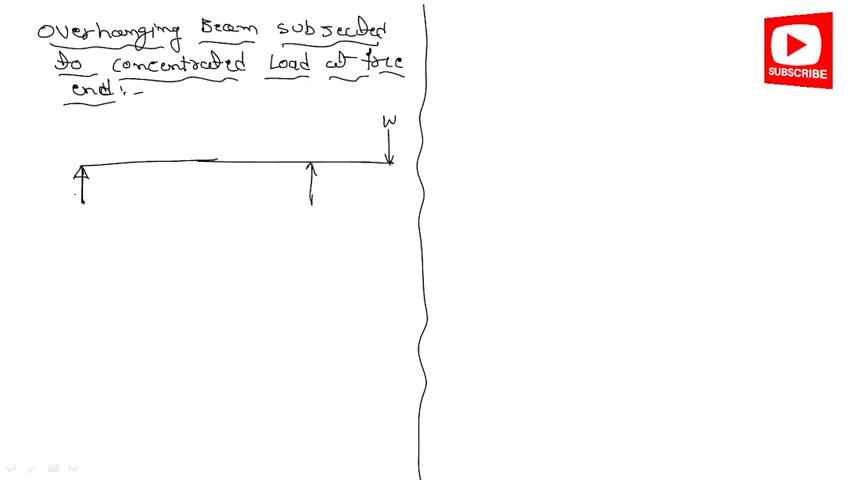 Overhanging Beam subjected
to concentrated Load at free
end:-
W
SUBSCRIBE